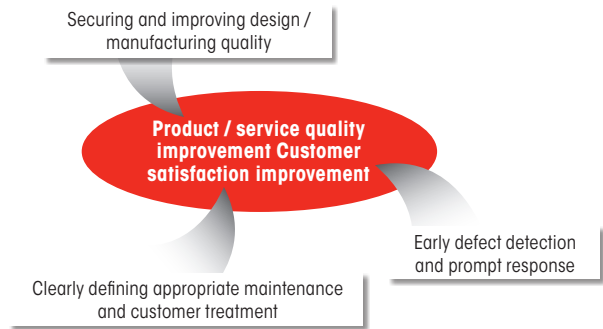 Securing and improving design /
manufacturing quality
Product / service quality
improvement Customer
satisfaction improvement
Early defect detection
and prompt response
Clearly defining appropriate maintenance
and customer treatment